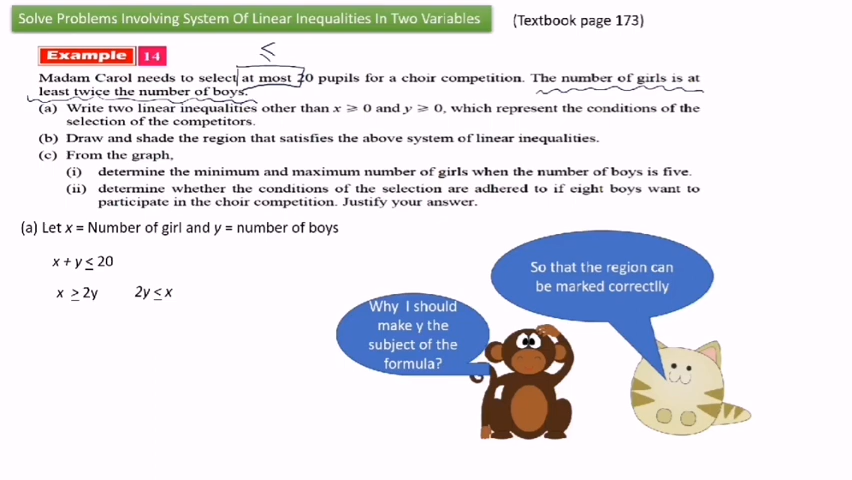 Solve Problems Involving System Of Linear Inequalities In Two Variables
(Textbook page 173)
≤
Example 14
Madam Carol needs to select at most 20 pupils for a choir competition. The number of girls is at
least twice the number of boys.
(a) Write two linear inequalities other than x ≥ 0 and y ≥ 0, which represent the conditions of the
selection of the competitors.
(b) Draw and shade the region that satisfies the above system of linear inequalities.
(c) From the graph,
(i) determine the minimum and maximum number of girls when the number of boys is five.
(ii) determine whether the conditions of the selection are adhered to if eight boys want to
participate in the choir competition. Justify your answer.
(a) Let x = Number of girl and y = number of boys
x + y ≤ 20
x ≥ 2y 2y ≤ x
So that the region can
be marked correctlly
Why I should
make y the
subject of the
formula?